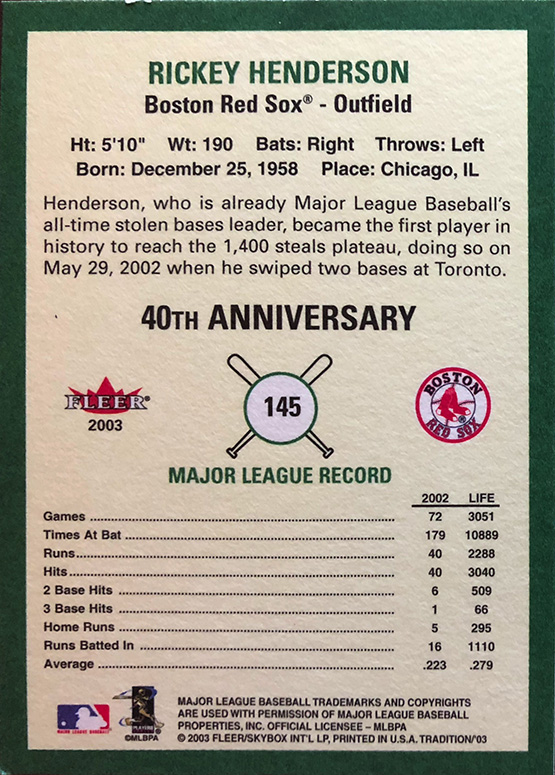 RICKEY HENDERSON
Boston Red Sox® - Outfield
Ht: 5'10" Wt: 190 Bats: Right Throws: Left
Born: December 25, 1958 Place: Chicago, IL
Henderson, who is already Major League Baseball's
all-time stolen bases leader, became the first player in
history to reach the 1,400 steals plateau, doing so on
May 29, 2002 when he swiped two bases at Toronto.
40TH ANNIVERSARY
FLEER®
2003
145
BOSTON
RED SOX
MAJOR LEAGUE RECORD
2002 LIFE
Games 72 3051
Times At Bat 179 10889
Runs 40 2288
Hits 40 3040
2 Base Hits 6 509
3 Base Hits 1 66
Home Runs 5 295
Runs Batted In 16 1110
Average .223 .279
MAJOR LEAGUE BASEBALL
PLAYERS
©MLBPA
MAJOR LEAGUE BASEBALL TRADEMARKS AND COPYRIGHTS
ARE USED WITH PERMISSION OF MAJOR LEAGUE BASEBALL
PROPERTIES, INC. OFFICIAL LICENSEE – MLBPA
© 2003 FLEER/SKYBOX INT'L LP, PRINTED IN U.S.A. TRADITION/'03